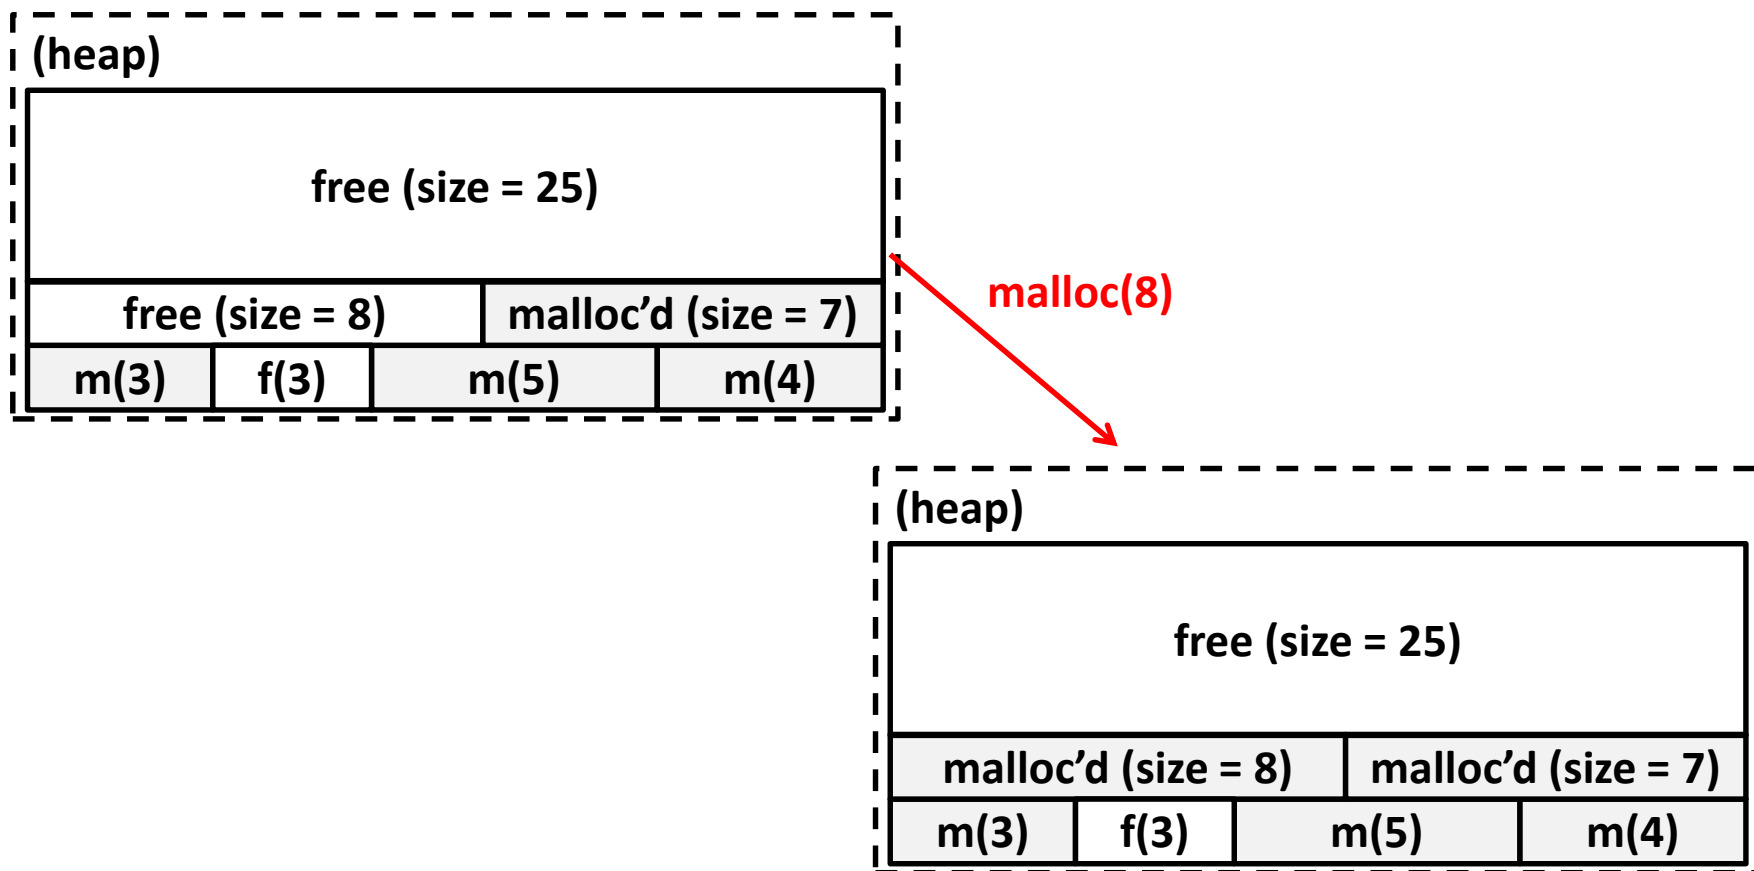 (heap)
free (size = 25)
free (size = 8) malloc’d (size = 7)
m(3) f(3) m(5) m(4)
malloc(8)
(heap)
free (size = 25)
malloc’d (size = 8) malloc’d (size = 7)
m(3) f(3) m(5) m(4)